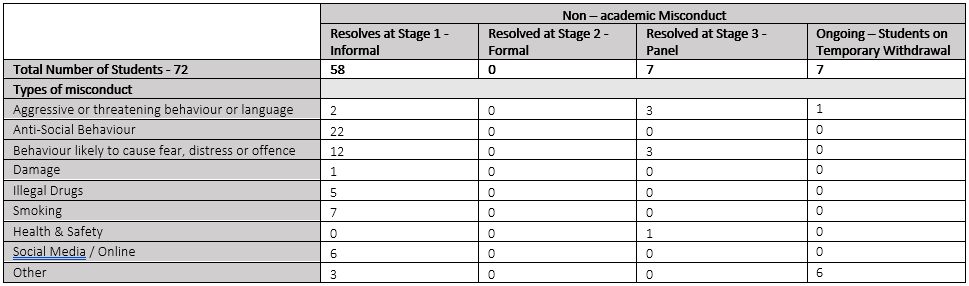 Non – academic Misconduct
Resolves at Stage 1 - Informal Resolved at Stage 2 - Formal Resolved at Stage 3 - Panel Ongoing – Students on Temporary Withdrawal
Total Number of Students - 72 58 0 7 7
Types of misconduct
Aggressive or threatening behaviour or language 2 0 3 1
Anti-Social Behaviour 22 0 0 0
Behaviour likely to cause fear, distress or offence 12 0 3 0
Damage 1 0 0 0
Illegal Drugs 5 0 0 0
Smoking 7 0 0 0
Health & Safety 0 0 1 0
Social Media / Online 6 0 0 0
Other 3 0 0 6